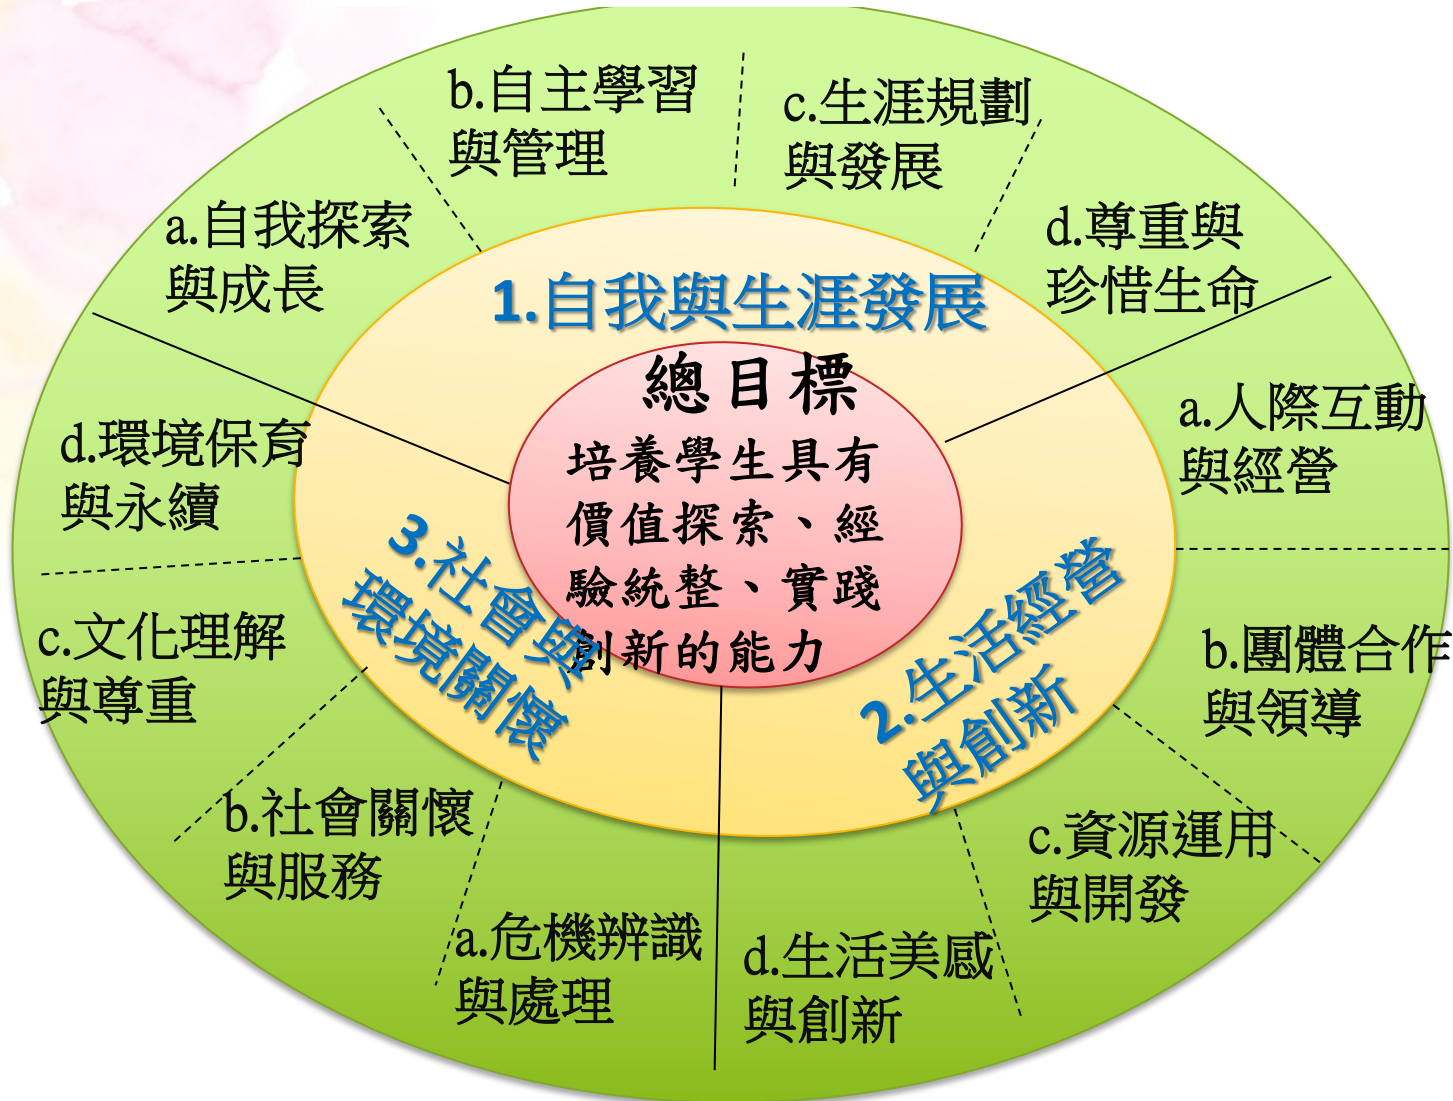 b.自主學習
與管理
c.生涯規劃
與發展
a.自我探索
與成長
d.尊重與
珍惜生命
1.自我與生涯發展
總目標
培養學生具有
價值探索、經
驗統整、實踐
創新的能力
a.人際互動
與經營
d.環境保育
與永續
3.社會與
環境關懷
2.生活經營
與創新
c.文化理解
與尊重
b.團體合作
與領導
b.社會關懷
與服務
c.資源運用
與開發
a.危機辨識
與處理
d.生活美感
與創新